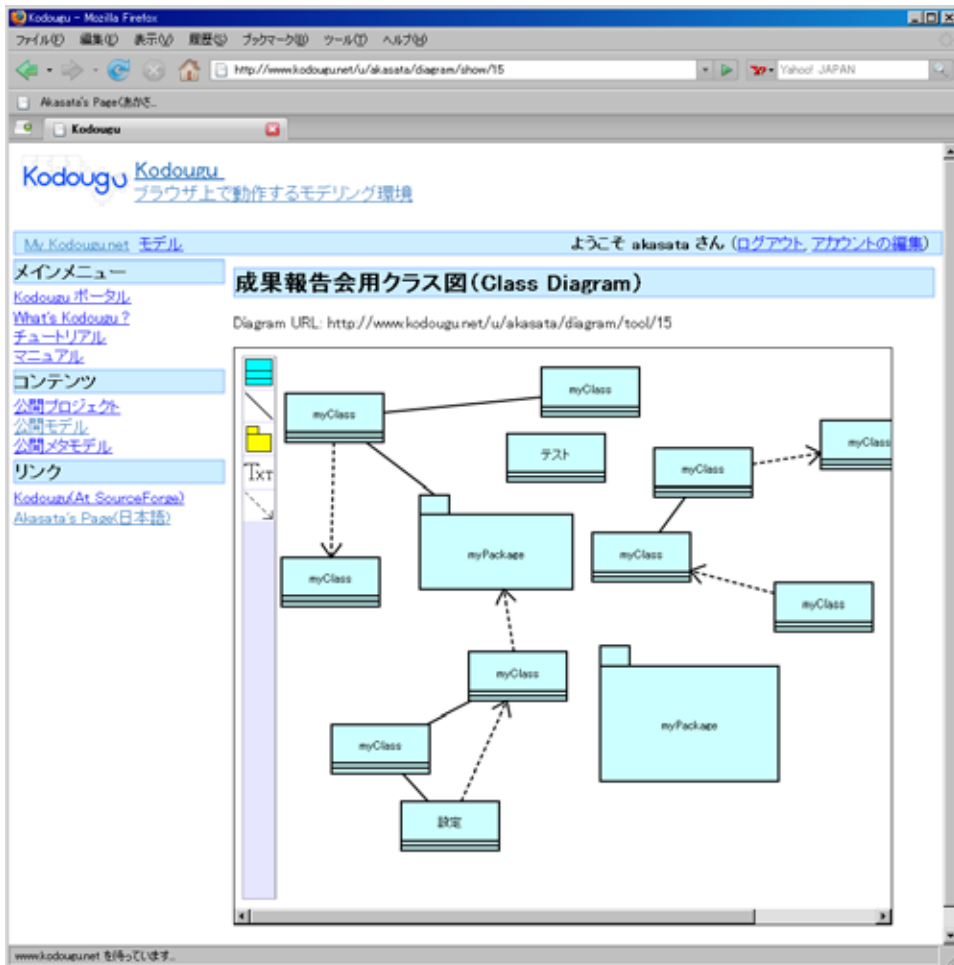 Kodougu - Mozilla Firefox
ファイル(F) 編集(E) 表示(V) 履歴(S) ブックマーク(B) ツール(T) ヘルプ(H)
http://www.kodougu.net/u/akasata/diagram/show/15
Yahoo! JAPAN
Akasata's Page(あかさ..
Kodougu
Kodougu
Kodougu
ブラウザ上で動作するモデリング環境
My Kodougu.net モデル
ようこそ akasata さん (ログアウト, アカウントの編集)
メインメニュー
Kodougu ポータル
What's Kodougu ?
チュートリアル
マニュアル
コンテンツ
公開プロジェクト
公開モデル
公開メタモデル
リンク
Kodougu(At SourceForge)
Akasata's Page(日本語)
成果報告会用クラス図(Class Diagram)
Diagram URL: http://www.kodougu.net/u/akasata/diagram/tool/15
TXT
myClass
myClass
テスト
myClass
myClass
myClass
myPackage
myClass
myClass
myClass
myPackage
myClass
設定
www.kodougu.net を待っています..